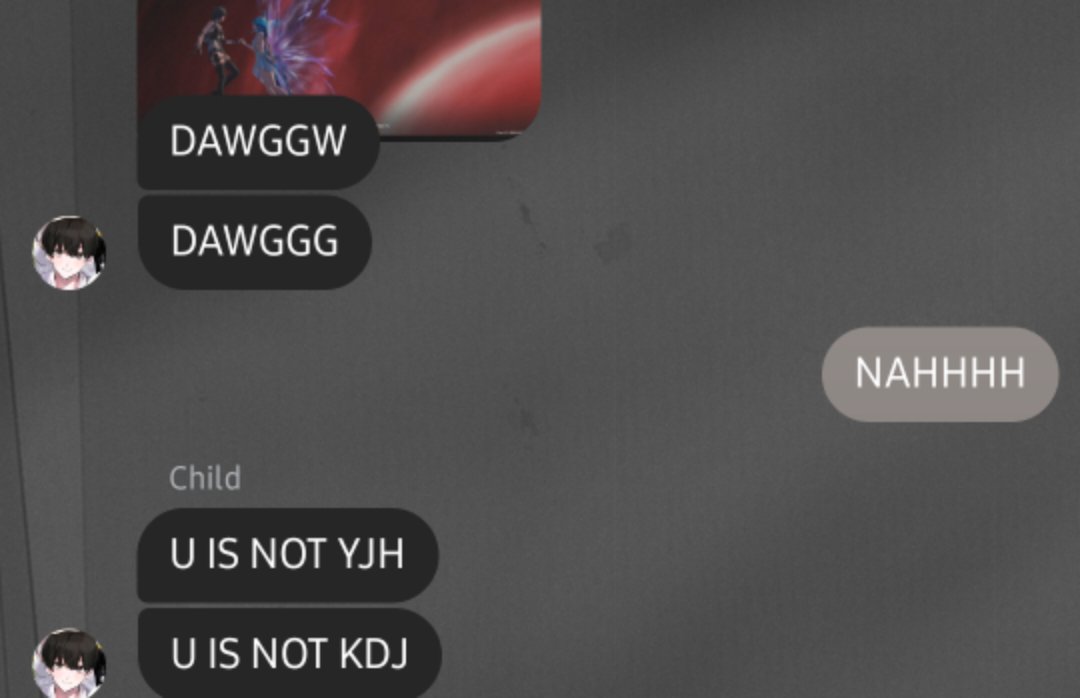 DAWGGW
DAWGGG
NAHHHH
Child
U IS NOT YJH
U IS NOT KDJ